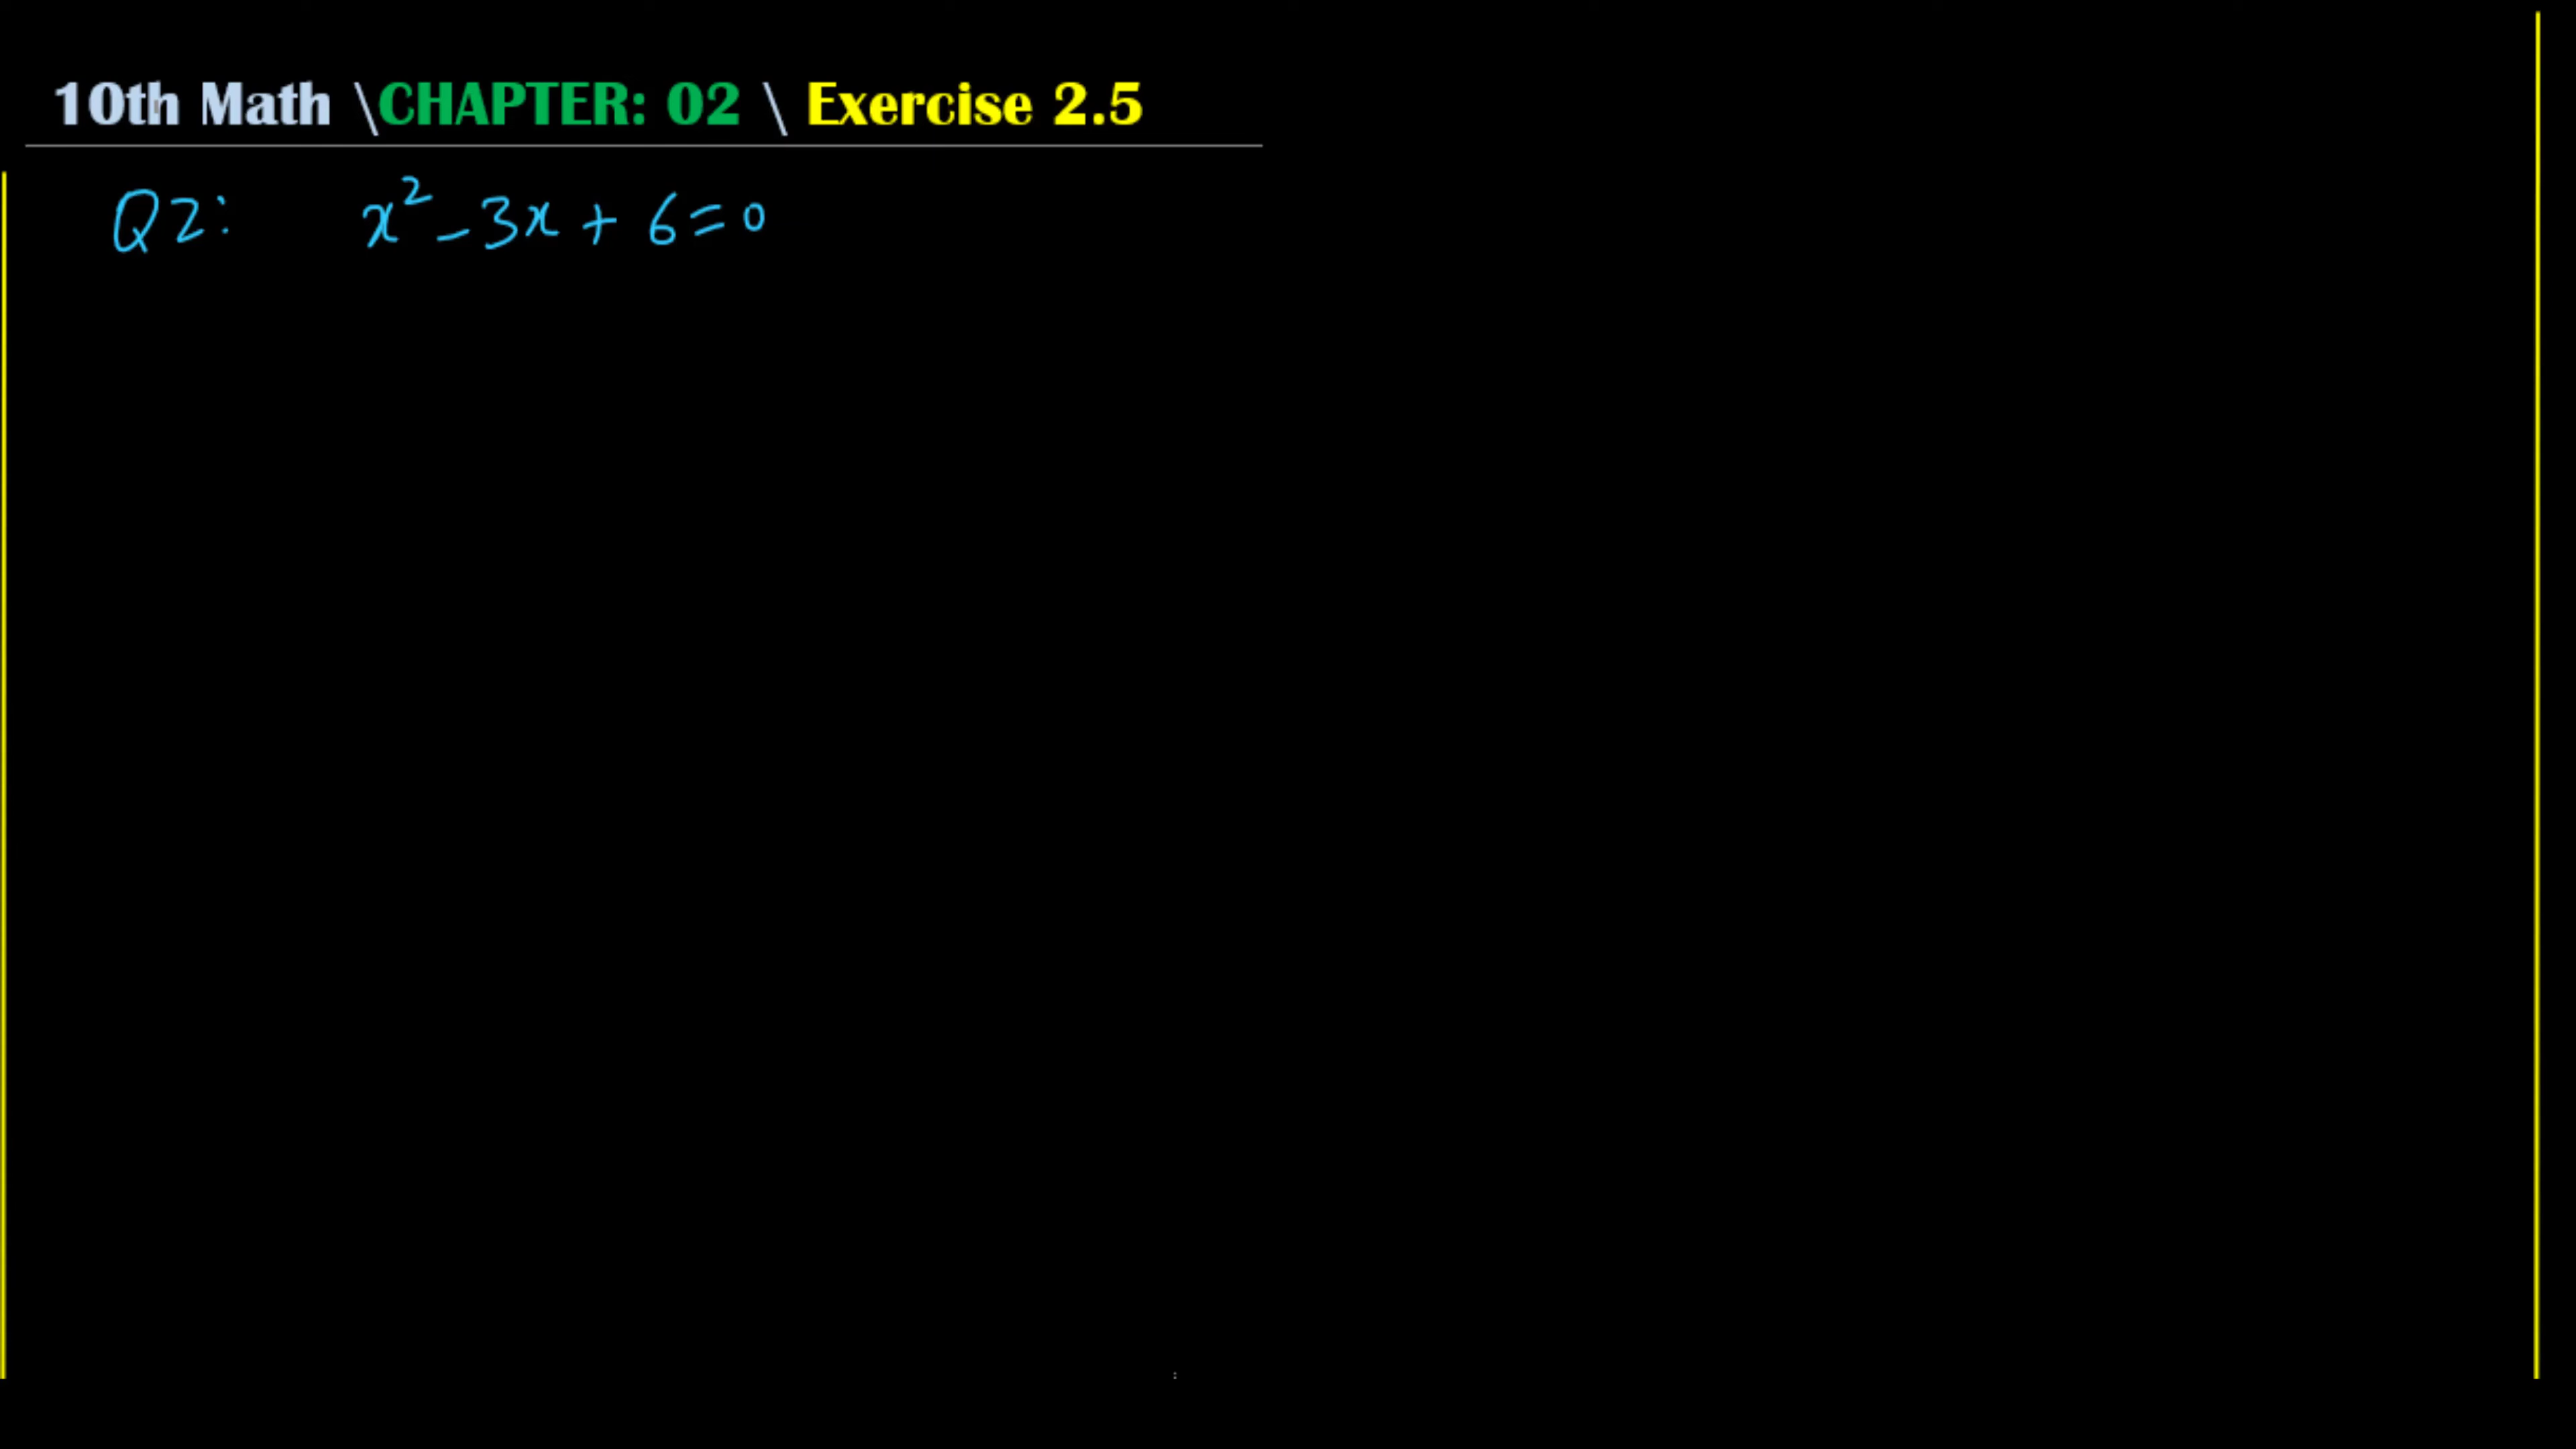 10th Math \CHAPTER: 02 \ Exercise 2.5
Q2: x² - 3x + 6 = 0